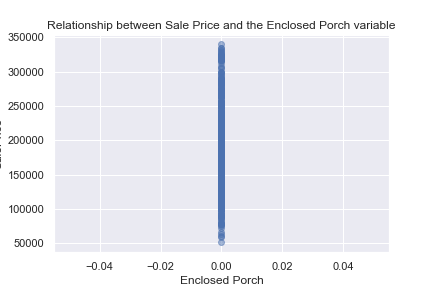 Relationship between Sale Price and the Enclosed Porch variable
350000
300000
250000
200000
150000
100000
50000
−0.04 −0.02 0.00 0.02 0.04
Enclosed Porch